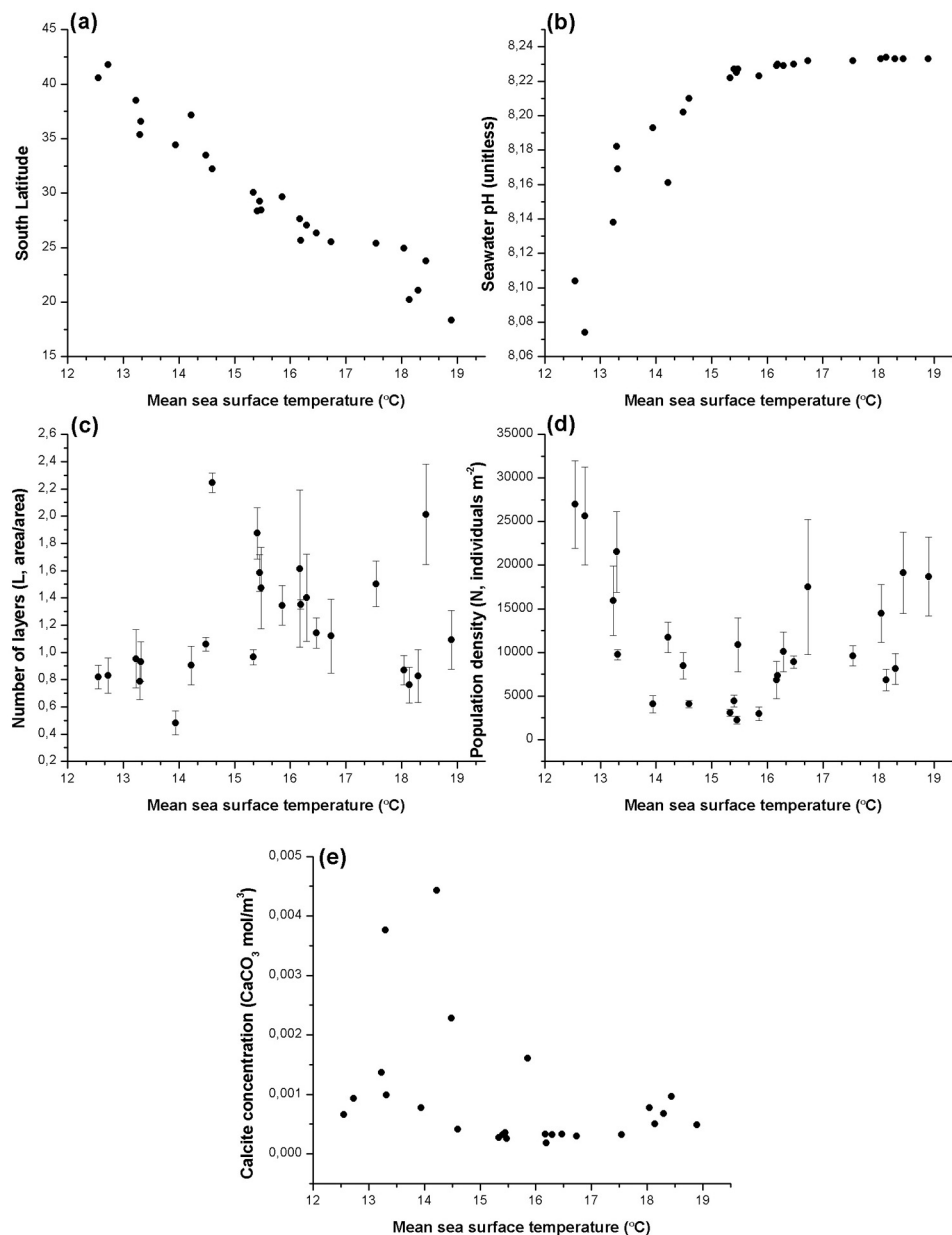 (a)
South Latitude
45
40
35
30
25
20
15
12 13 14 15 16 17 18 19
Mean sea surface temperature (°C)
(b)
Seawater pH (unitless)
8,24
8,22
8,20
8,18
8,16
8,14
8,12
8,10
8,08
8,06
12 13 14 15 16 17 18 19
Mean sea surface temperature (°C)
(c)
Number of layers (L, area/area)
2,6
2,4
2,2
2,0
1,8
1,6
1,4
1,2
1,0
0,8
0,6
0,4
0,2
12 13 14 15 16 17 18 19
Mean sea surface temperature (°C)
(d)
Population density (N, individuals m⁻²)
35000
30000
25000
20000
15000
10000
5000
0
12 13 14 15 16 17 18 19
Mean sea surface temperature (°C)
(e)
Calcite concentration (CaCO₃ mol/m³)
0,005
0,004
0,003
0,002
0,001
0,000
12 13 14 15 16 17 18 19
Mean sea surface temperature (°C)